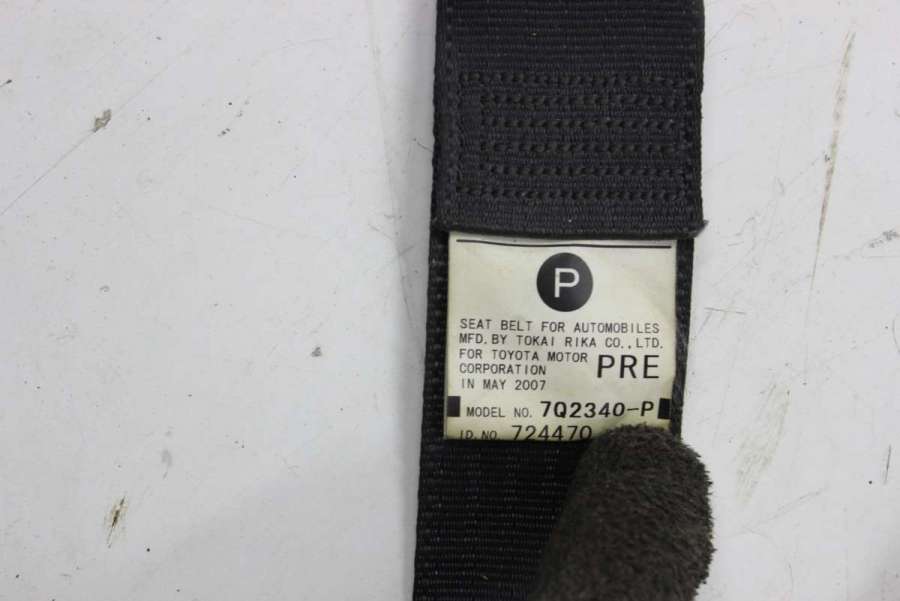 P
SEAT BELT FOR AUTOMOBILES
MFD. BY TOKAI RIKA CO., LTD.
FOR TOYOTA MOTOR
CORPORATION PRE
IN MAY 2007
MODEL NO. 7Q2340-P
I.D. NO. 724470